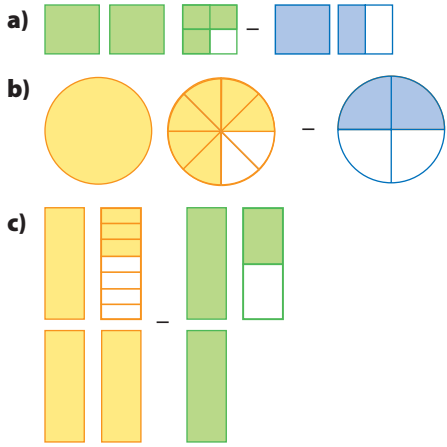 a) –
b) –
c) –